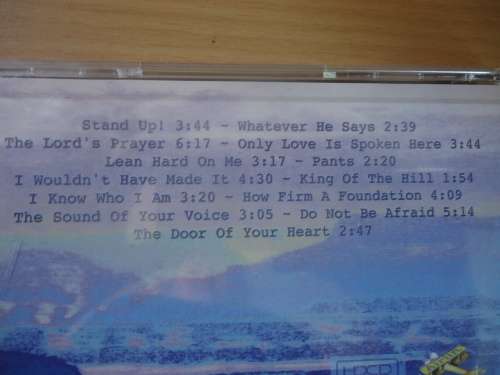 Stand Up! 3:44 - Whatever He Says 2:39
The Lord's Prayer 6:17 - Only Love Is Spoken Here 3:44
Lean Hard On Me 3:17 - Pants 2:20
I Wouldn't Have Made It 4:30 - King Of The Hill 1:54
I Know Who I Am 3:20 - How Firm A Foundation 4:09
The Sound Of Your Voice 3:05 - Do Not Be Afraid 5:14
The Door Of Your Heart 2:47
HDCD